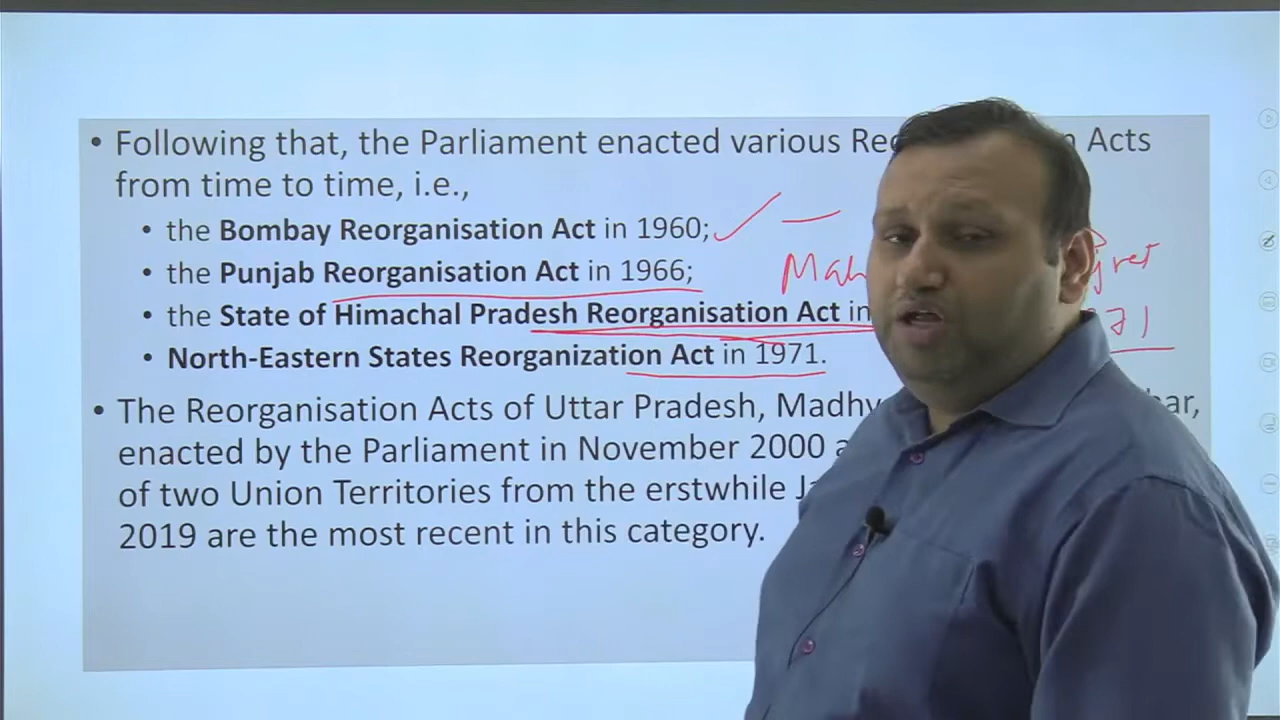 • Following that, the Parliament enacted various Acts
from time to time, i.e.,
• the Bombay Reorganisation Act in 1960;
• the Punjab Reorganisation Act in 1966;
• the State of Himachal Pradesh Reorganisation Act in
• North-Eastern States Reorganization Act in 1971.
• The Reorganisation Acts of Uttar Pradesh,
enacted by the Parliament in November 2000
of two Union Territories from the erstwhile
2019 are the most recent in this category.
Mah
71